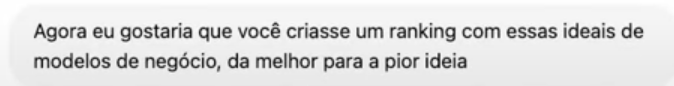 Agora eu gostaria que você criasse um ranking com essas ideais de
modelos de negócio, da melhor para a pior ideia